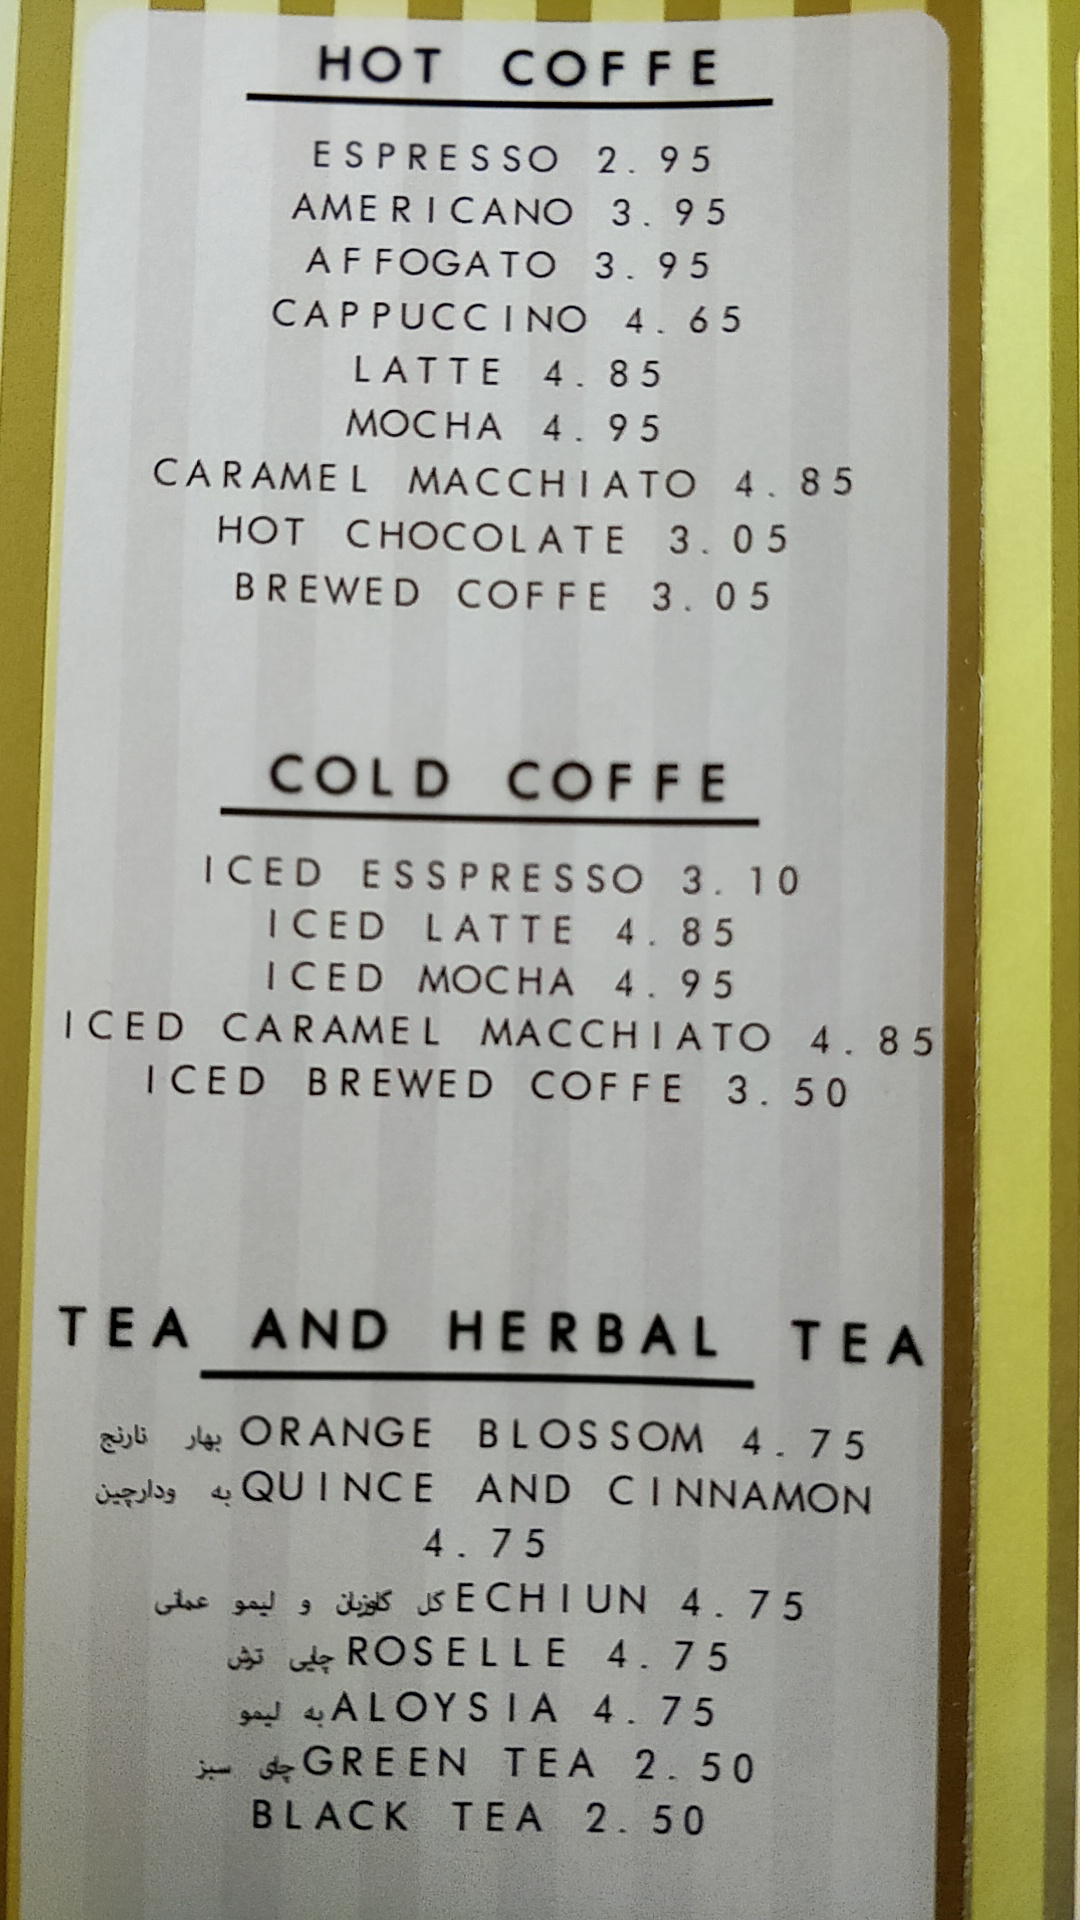 HOT COFFE
ESPRESSO 2.95
AMERICANO 3.95
AFFOGATO 3.95
CAPPUCCINO 4.65
LATTE 4.85
MOCHA 4.95
CARAMEL MACCHIATO 4.85
HOT CHOCOLATE 3.05
BREWED COFFE 3.05
COLD COFFE
ICED ESSPRESSO 3.10
ICED LATTE 4.85
ICED MOCHA 4.95
ICED CARAMEL MACCHIATO 4.85
ICED BREWED COFFE 3.50
TEA AND HERBAL TEA
بهار نارنج ORANGE BLOSSOM 4.75
به ودارچین QUINCE AND CINNAMON
4.75
گل گاوزبان و لیمو عمانی ECHIUN 4.75
چایی ترش ROSELLE 4.75
به لیمو ALOYSIA 4.75
چای سبز GREEN TEA 2.50
BLACK TEA 2.50